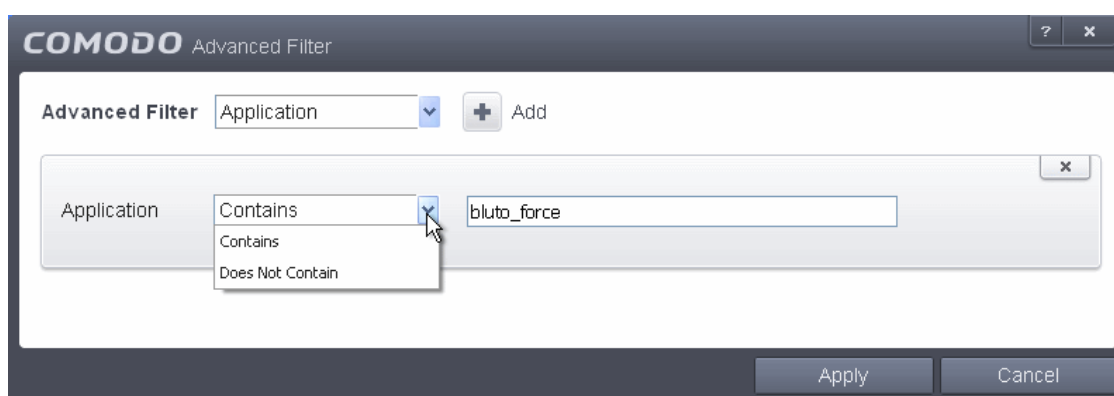 COMODO Advanced Filter ? x
Advanced Filter Application + Add
x
Application Contains bluto_force
Contains
Does Not Contain
Apply Cancel